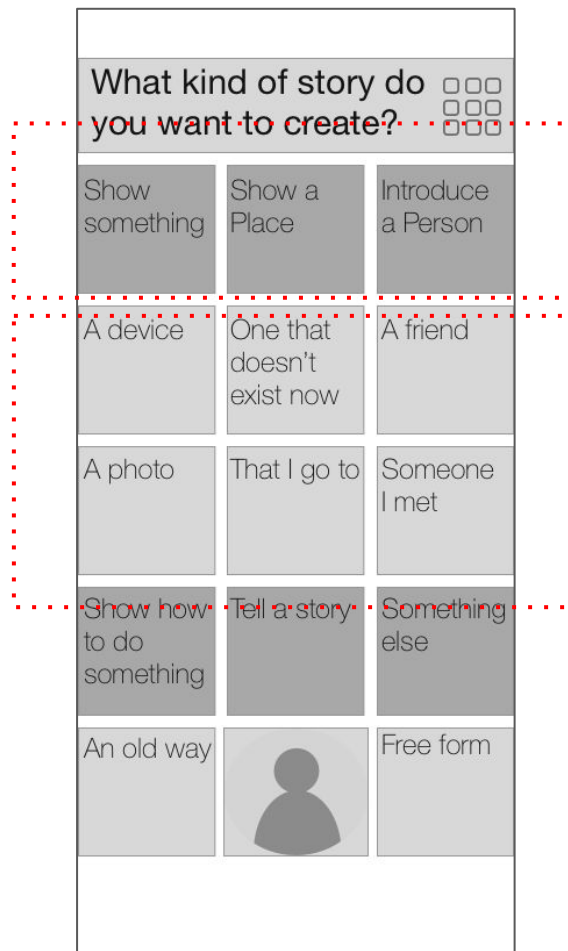 What kind of story do
you want to create?
Show
something
Show a
Place
Introduce
a Person
A device
One that
doesn't
exist now
A friend
A photo
That I go to
Someone
I met
Show how
to do
something
Tell a story
Something
else
An old way
Free form